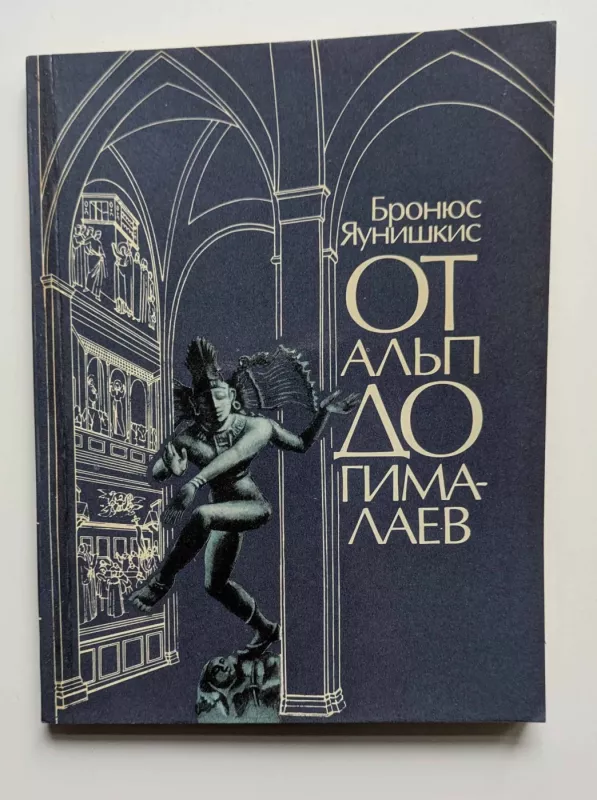 Бронюс
Яунишкис
ОТ
АЛЬП
ДО
ГИМА-
ЛАЕВ